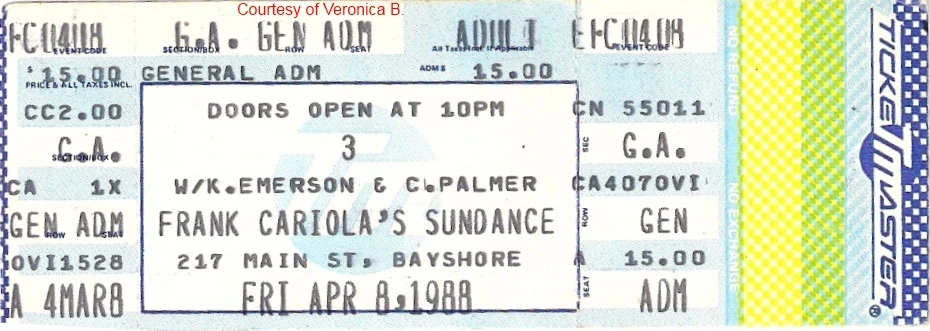 Courtesy of Veronica B.
FC0408 G.A. GEN ADM ADULT EFC0408
EVENT CODE SECTION/BOX ROW SEAT All Taxes Incl. If Applicable EVENT CODE
$ 15.00 GENERAL ADM ADM$ 15.00
PRICE & ALL TAXES INCL.
CC2.00 DOORS OPEN AT 10PM CN 55011
G.A. 3 SEC G.A.
SECTION/BOX
CA 1X W/K.EMERSON & C.PALMER CA4070VI
GEN ADM FRANK CARIOLA'S SUNDANCE ROW GEN
ROW SEAT
0VI1528 217 MAIN ST, BAYSHORE A 15.00
A 4MAR8 FRI APR 8,1988 SEAT ADM
NO REFUND NO EXCHANGE
TICKETMASTER®